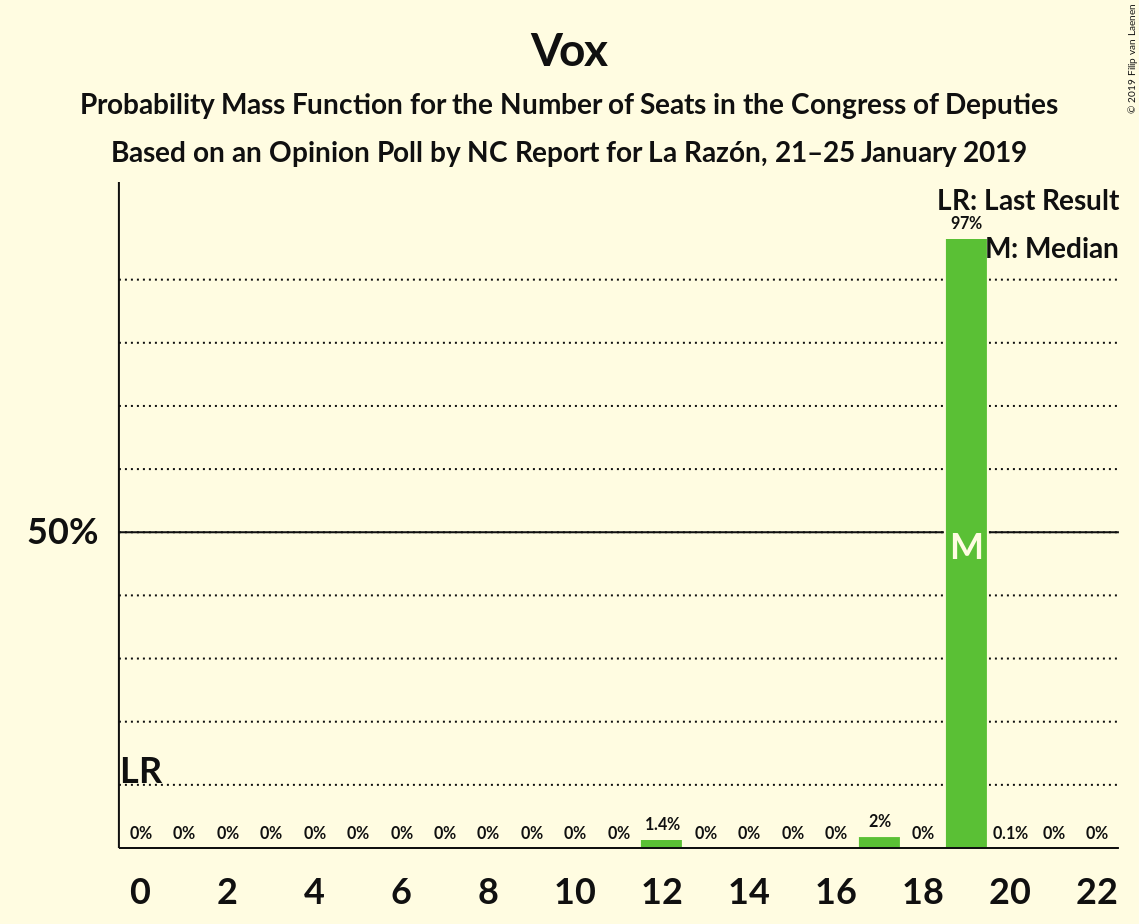 Vox
Probability Mass Function for the Number of Seats in the Congress of Deputies
Based on an Opinion Poll by NC Report for La Razón, 21–25 January 2019
© 2019 Filip van Laenen
LR: Last Result
97%
M: Median
50%
M
LR
0% 0% 0% 0% 0% 0% 0% 0% 0% 0% 0% 0% 1.4% 0% 0% 0% 0% 2% 0% 0.1% 0% 0%
0 2 4 6 8 10 12 14 16 18 20 22